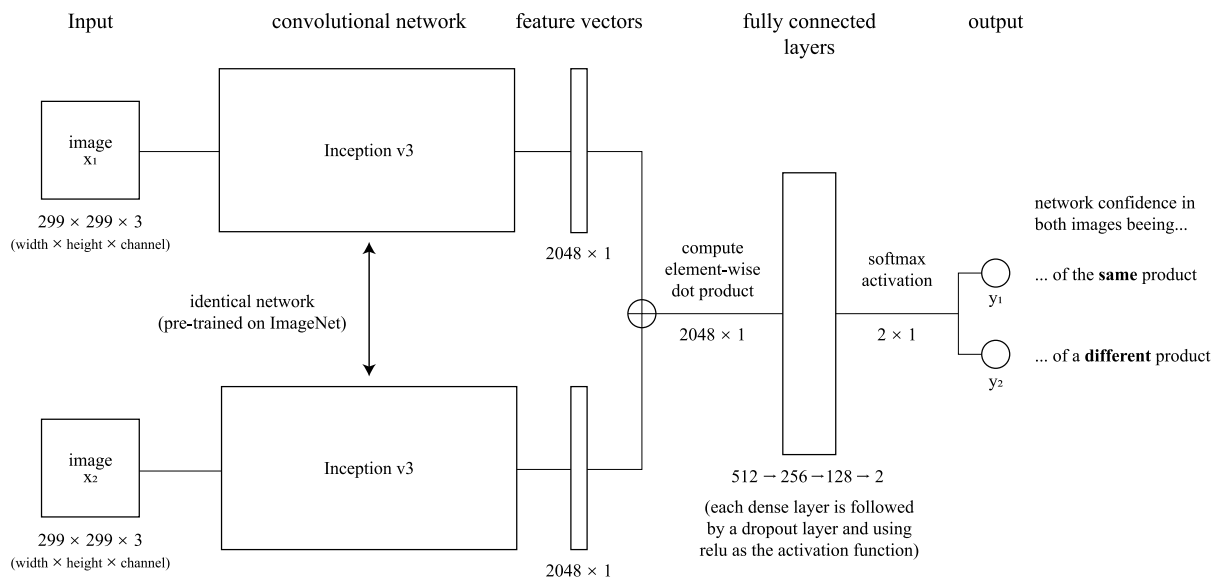 Input
convolutional network
feature vectors
fully connected
layers
output
image
x₁
299 × 299 × 3
(width × height × channel)
Inception v3
2048 × 1
identical network
(pre-trained on ImageNet)
compute
element-wise
dot product
2048 × 1
softmax
activation
2 × 1
network confidence in
both images beeing...
y₁
... of the same product
y₂
... of a different product
image
x₂
299 × 299 × 3
(width × height × channel)
Inception v3
2048 × 1
512 → 256 → 128 → 2
(each dense layer is followed
by a dropout layer and using
relu as the activation function)